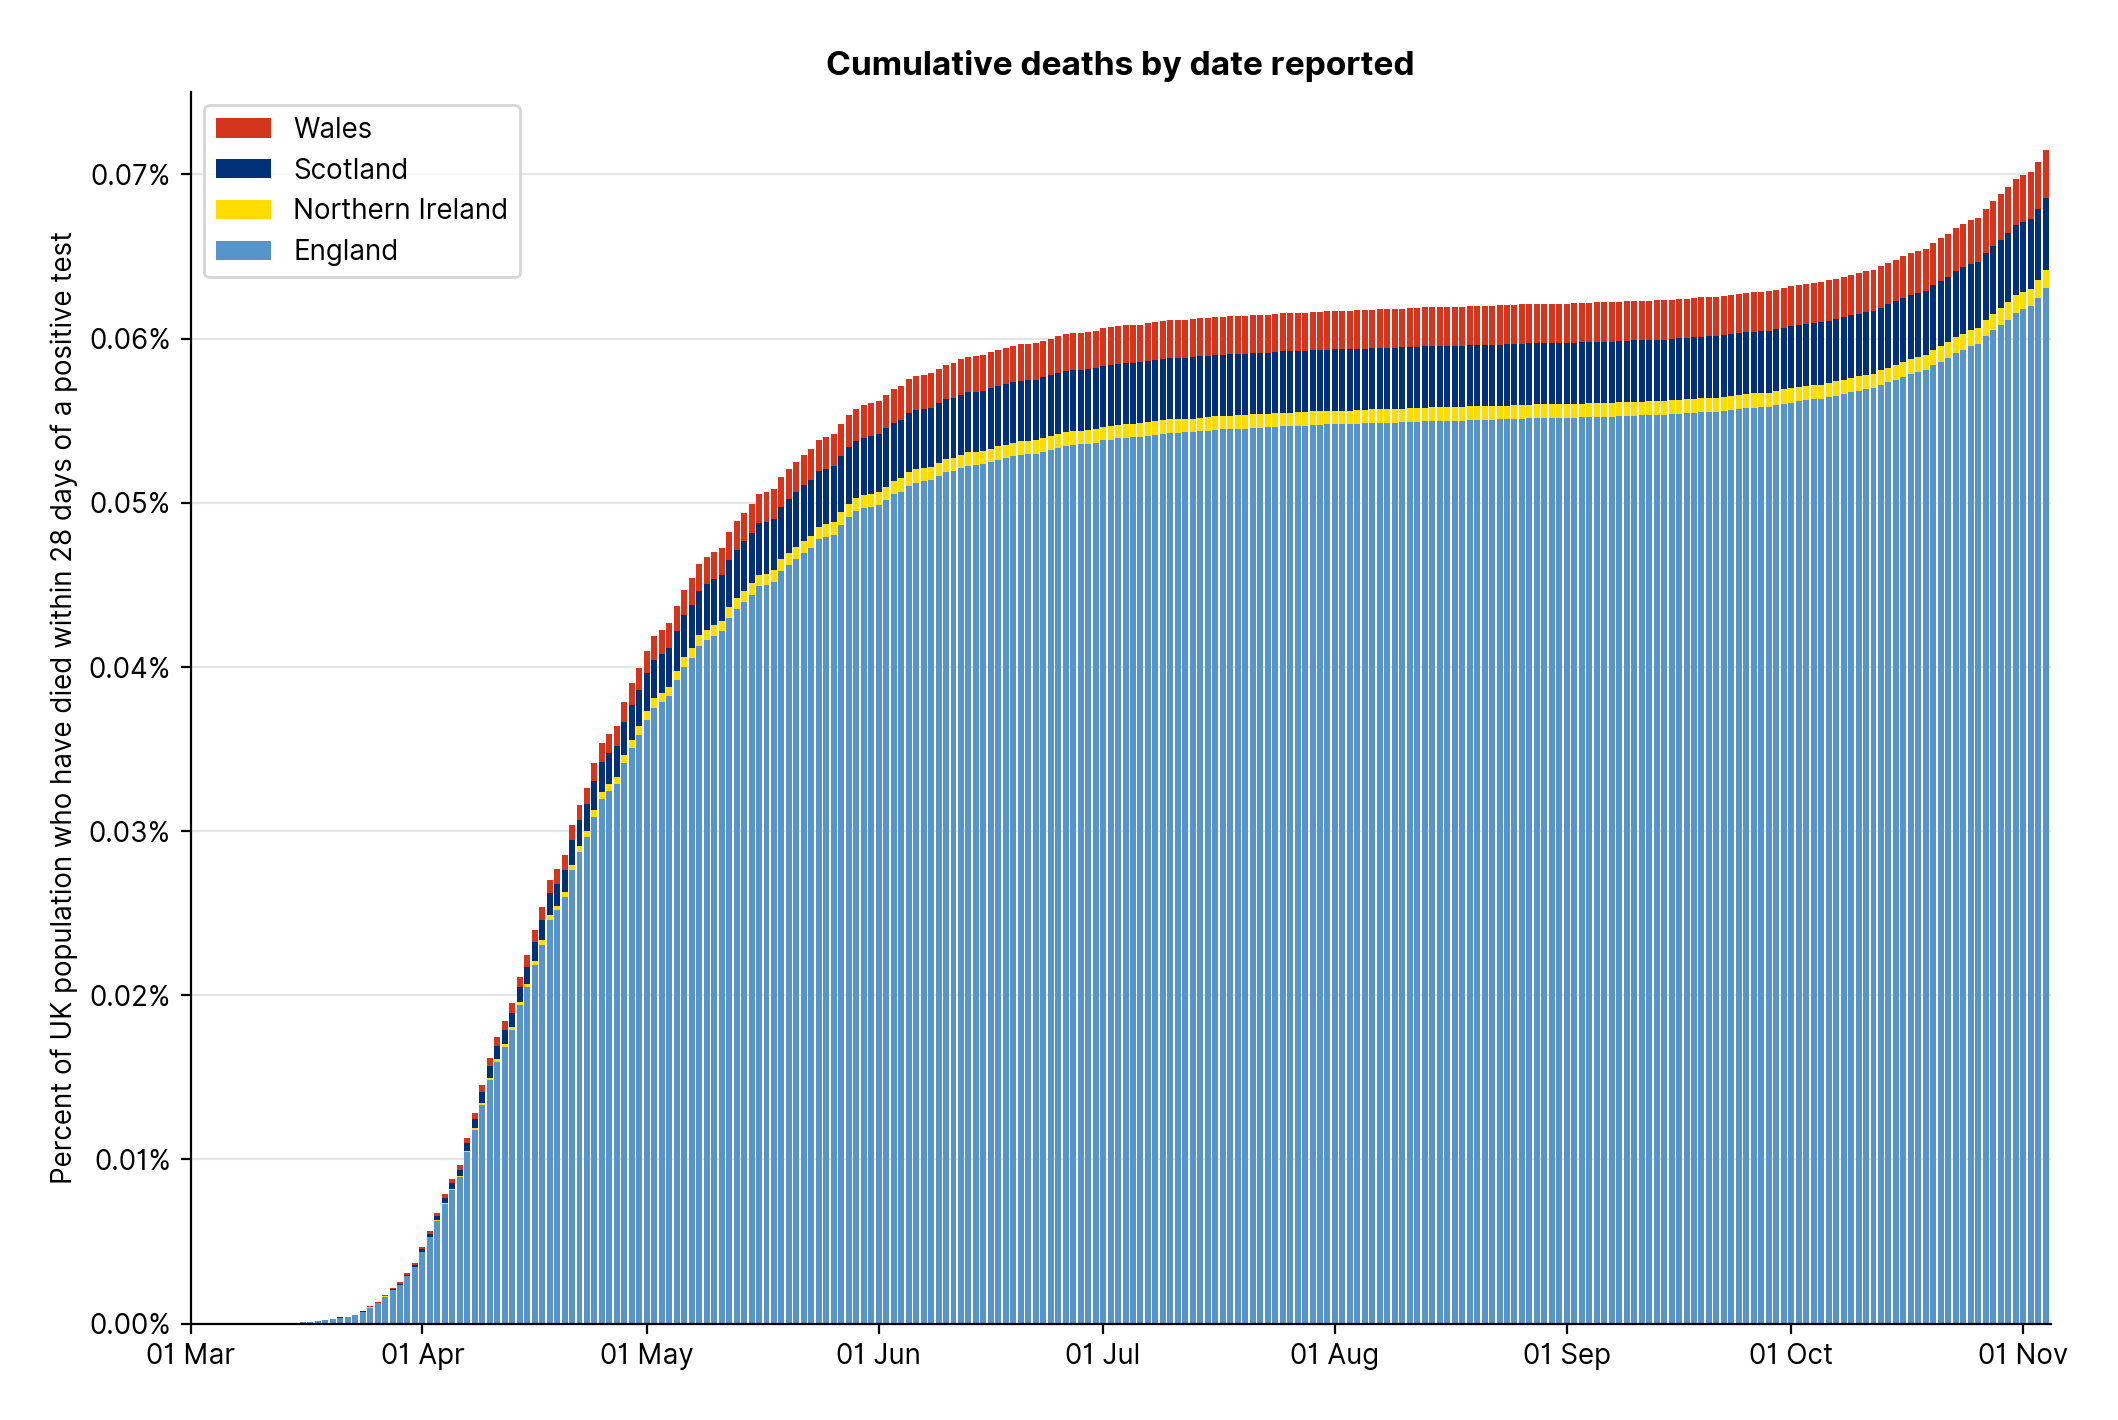 Cumulative deaths by date reported
Wales
Scotland
Northern Ireland
England
Percent of UK population who have died within 28 days of a positive test
0.07%
0.06%
0.05%
0.04%
0.03%
0.02%
0.01%
0.00%
01 Mar
01 Apr
01 May
01 Jun
01 Jul
01 Aug
01 Sep
01 Oct
01 Nov